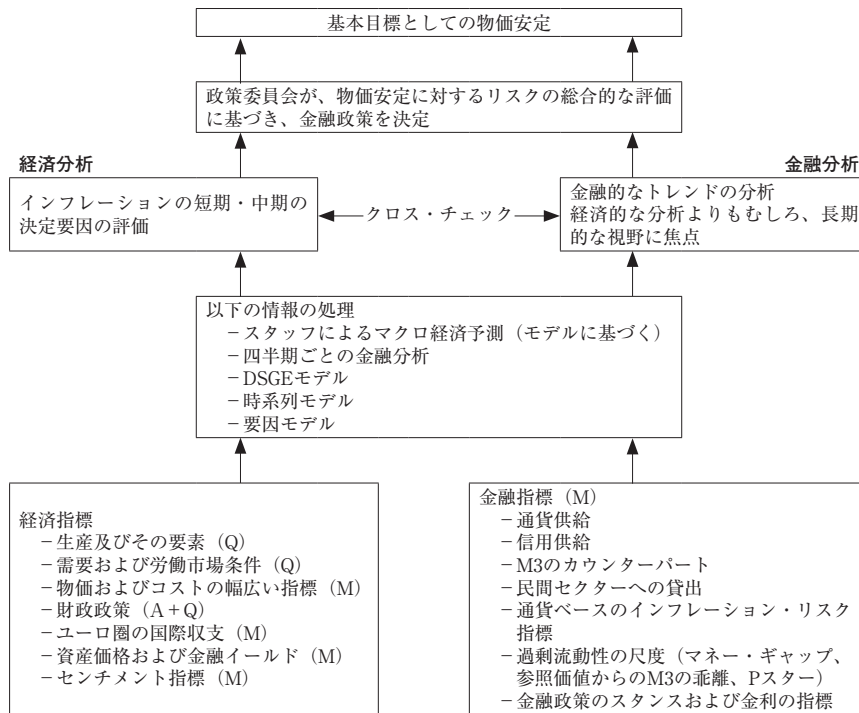 基本目標としての物価安定
政策委員会が、物価安定に対するリスクの総合的な評価
に基づき、金融政策を決定
経済分析
金融分析
インフレーションの短期・中期の
決定要因の評価
クロス・チェック
金融的なトレンドの分析
経済的な分析よりもむしろ、長期
的な視野に焦点
以下の情報の処理
－スタッフによるマクロ経済予測（モデルに基づく）
－四半期ごとの金融分析
－DSGEモデル
－時系列モデル
－要因モデル
経済指標
－生産及びその要素（Q）
－需要および労働市場条件（Q）
－物価およびコストの幅広い指標（M）
－財政政策（A＋Q）
－ユーロ圏の国際収支（M）
－資産価格および金融イールド（M）
－センチメント指標（M）
金融指標（M）
－通貨供給
－信用供給
－M3のカウンターパート
－民間セクターへの貸出
－通貨ベースのインフレーション・リスク
指標
－過剰流動性の尺度（マネー・ギャップ、
参照価値からのM3の乖離、Pスター）
－金融政策のスタンスおよび金利の指標